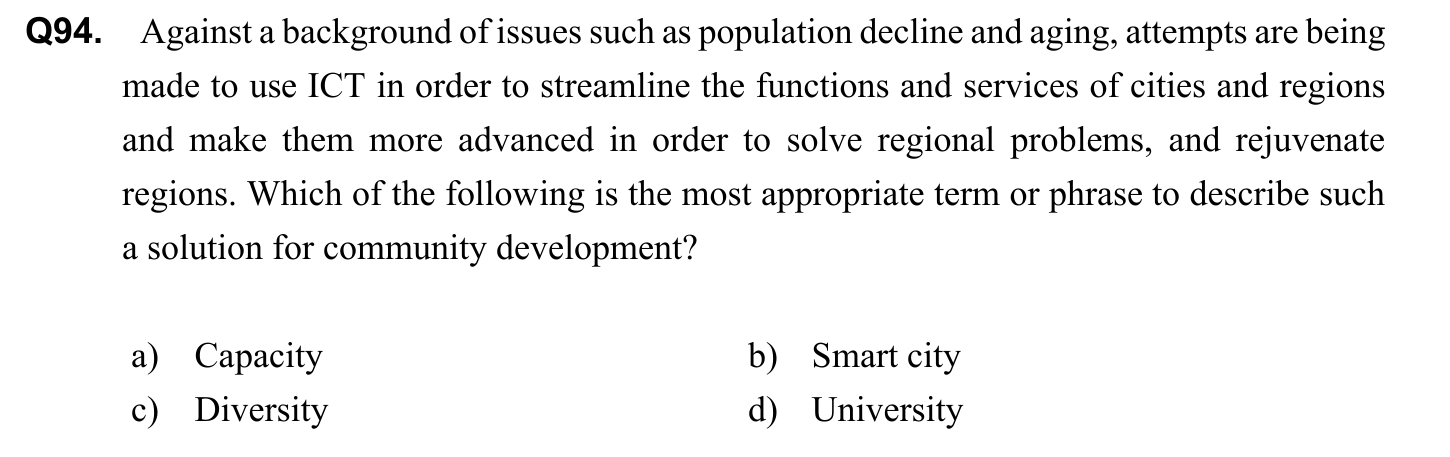 Q94. Against a background of issues such as population decline and aging, attempts are being
made to use ICT in order to streamline the functions and services of cities and regions
and make them more advanced in order to solve regional problems, and rejuvenate
regions. Which of the following is the most appropriate term or phrase to describe such
a solution for community development?
a) Capacity b) Smart city
c) Diversity d) University